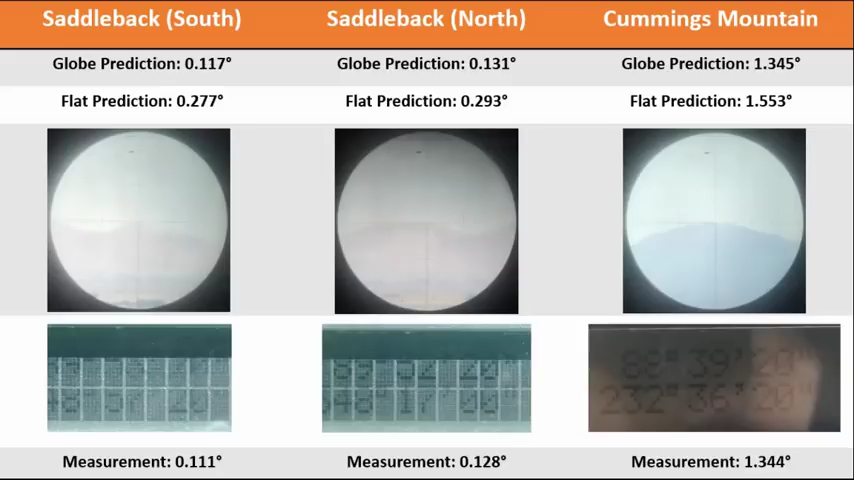 Saddleback (South) Saddleback (North) Cummings Mountain
Globe Prediction: 0.117° Globe Prediction: 0.131° Globe Prediction: 1.345°
Flat Prediction: 0.277° Flat Prediction: 0.293° Flat Prediction: 1.553°
88° 39' 20"
232° 36' 20"
Measurement: 0.111° Measurement: 0.128° Measurement: 1.344°